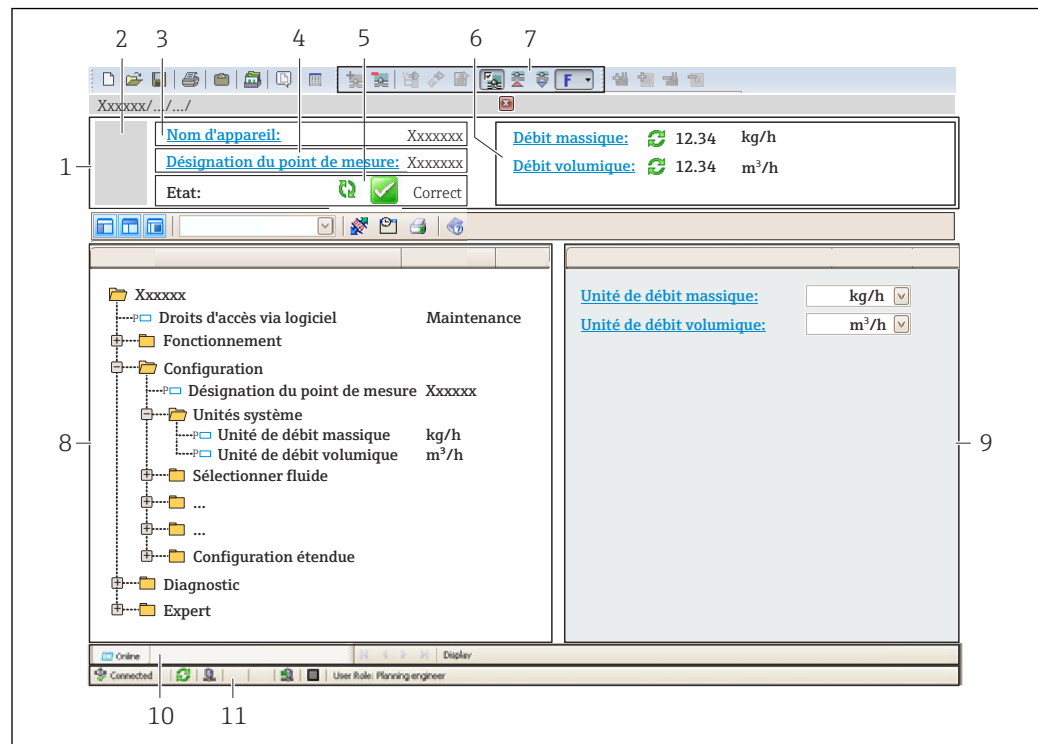 2 3 4 5 6 7
F
Xxxxxx/.../.../
1
Nom d'appareil: Xxxxxxx
Désignation du point de mesure: Xxxxxxx
Etat: Correct
Débit massique: 12.34 kg/h
Débit volumique: 12.34 m³/h
Xxxxxx
P Droits d'accès via logiciel Maintenance
Fonctionnement
Configuration
P Désignation du point de mesure Xxxxxx
Unités système
P Unité de débit massique kg/h
P Unité de débit volumique m³/h
Sélectionner fluide
...
...
Configuration étendue
Diagnostic
Expert
8
Unité de débit massique: kg/h
Unité de débit volumique: m³/h
9
Online Display
Connected User Role: Planning engineer
10 11